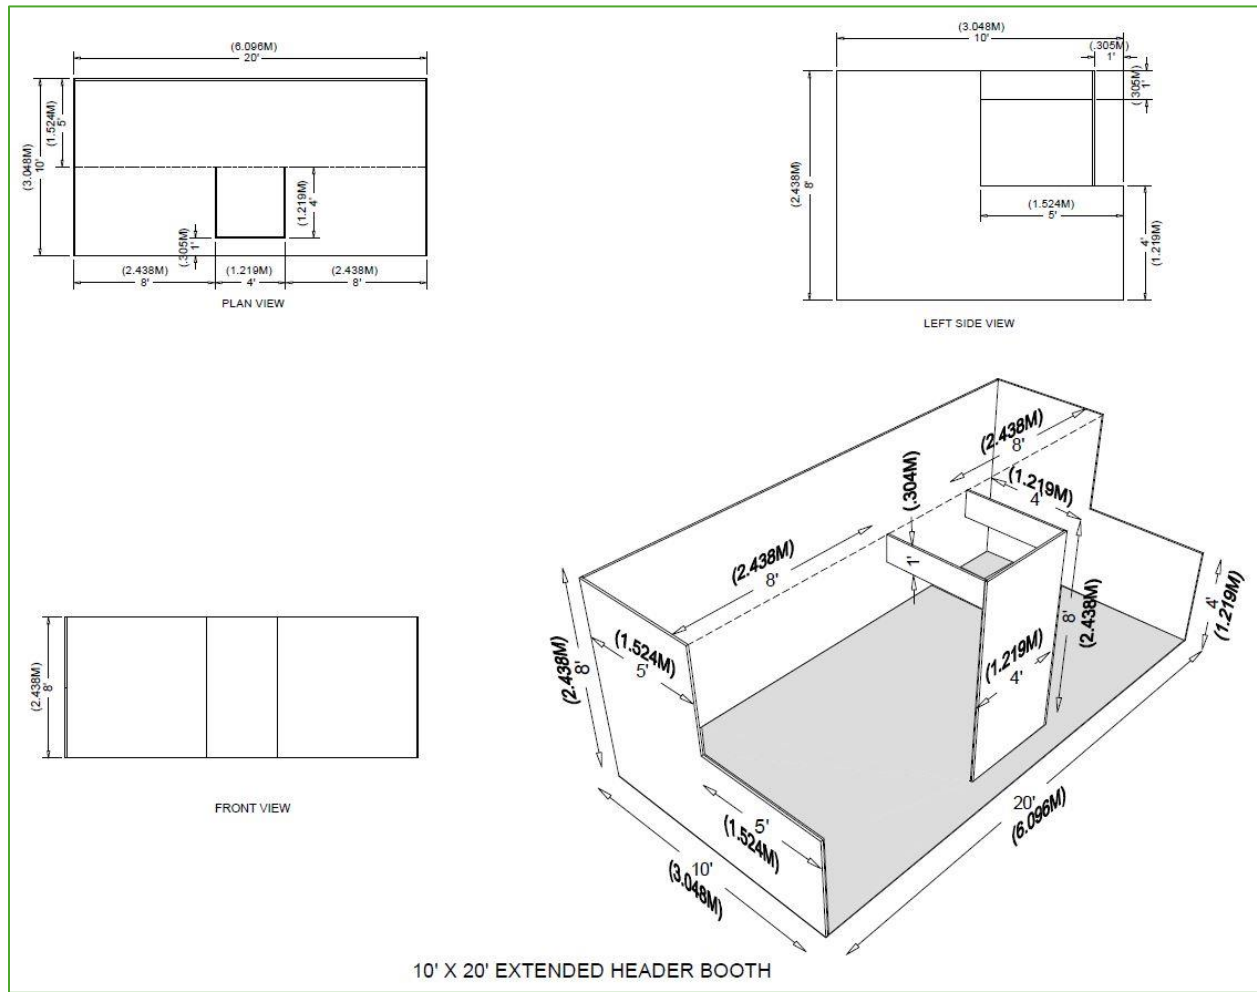 (6.096M)
20'
(1.524M)
5'
(3.048M)
10'
(1.219M)
4'
(.305M)
1'
(2.438M)
8'
(1.219M)
4'
(2.438M)
8'
PLAN VIEW
(3.048M)
10'
(.305M)
1'
(.305M)
1'
(2.438M)
8'
(1.524M)
5'
4'
(1.219M)
LEFT SIDE VIEW
(2.438M)
8'
FRONT VIEW
(2.438M)
8'
(1.219M)
4'
(.304M)
1'
(2.438M)
8'
(1.524M)
5'
(2.438M)
8'
8'
(2.438M)
(1.219M)
4'
4'
(1.219M)
5'
(1.524M)
10'
(3.048M)
20'
(6.096M)
10' X 20' EXTENDED HEADER BOOTH